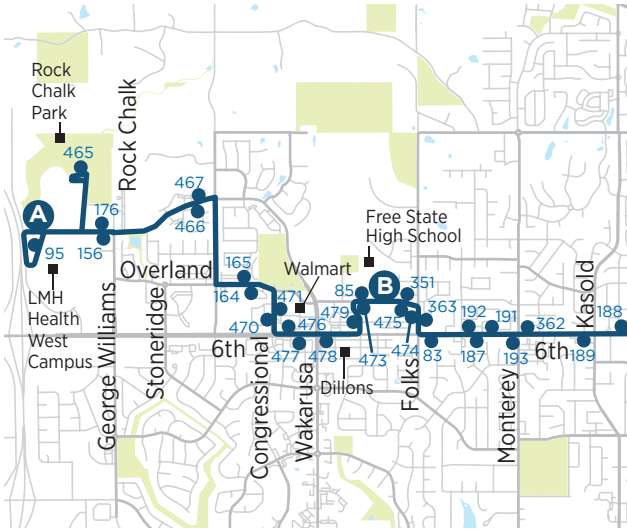 Rock
Chalk
Park
465
Rock Chalk
467
466
A
176
95
156
LMH
Health
West
Campus
Overland
George Williams
Stoneridge
165
164
Free State
High School
Walmart
B
85
351
471
470
476
479
475
363
477
478
473
474
83
192
191
362
187
193
189
188
6th
6th
Kasold
Congressional
Wakarusa
Dillons
Folks
Monterey